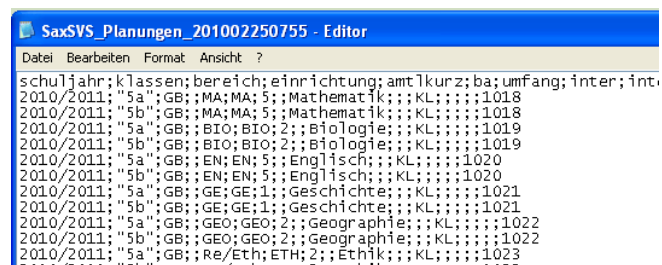 SaxSVS_Planungen_201002250755 - Editor
Datei Bearbeiten Format Ansicht ?
schuljahr;klassen;bereich;einrichtung;amtlkurz;ba;umfang;inter;int
2010/2011;"5a";GB;;MA;MA;5;;Mathematik;;;KL;;;;;1018
2010/2011;"5b";GB;;MA;MA;5;;Mathematik;;;KL;;;;;1018
2010/2011;"5a";GB;;BIO;BIO;2;;Biologie;;;KL;;;;;1019
2010/2011;"5b";GB;;BIO;BIO;2;;Biologie;;;KL;;;;;1019
2010/2011;"5a";GB;;EN;EN;5;;Englisch;;;KL;;;;;1020
2010/2011;"5b";GB;;EN;EN;5;;Englisch;;;KL;;;;;1020
2010/2011;"5a";GB;;GE;GE;1;;Geschichte;;;KL;;;;;1021
2010/2011;"5b";GB;;GE;GE;1;;Geschichte;;;KL;;;;;1021
2010/2011;"5a";GB;;GEO;GEO;2;;Geographie;;;KL;;;;;1022
2010/2011;"5b";GB;;GEO;GEO;2;;Geographie;;;KL;;;;;1022
2010/2011;"5a";GB;;Re/Eth;ETH;2;;Ethik;;;KL;;;;;1023